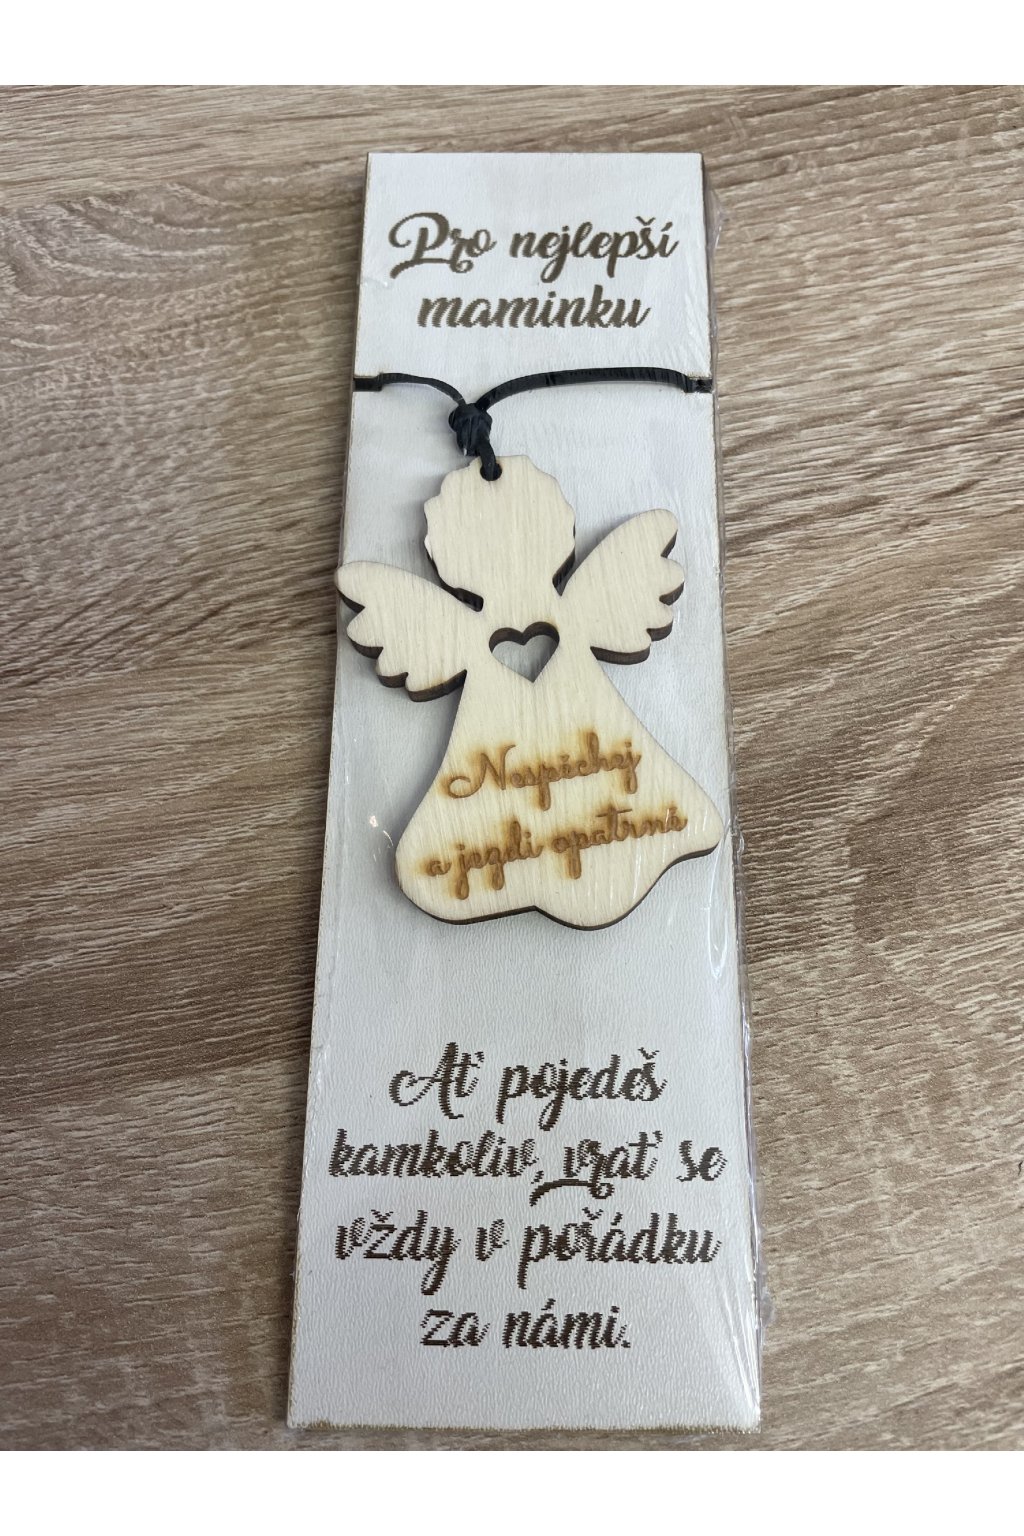 Pro nejlepší
maminku
Nespěchej
a jezdi opatrně
Ať pojedeš
kamkoliv, vrať se
vždy v pořádku
za námi.